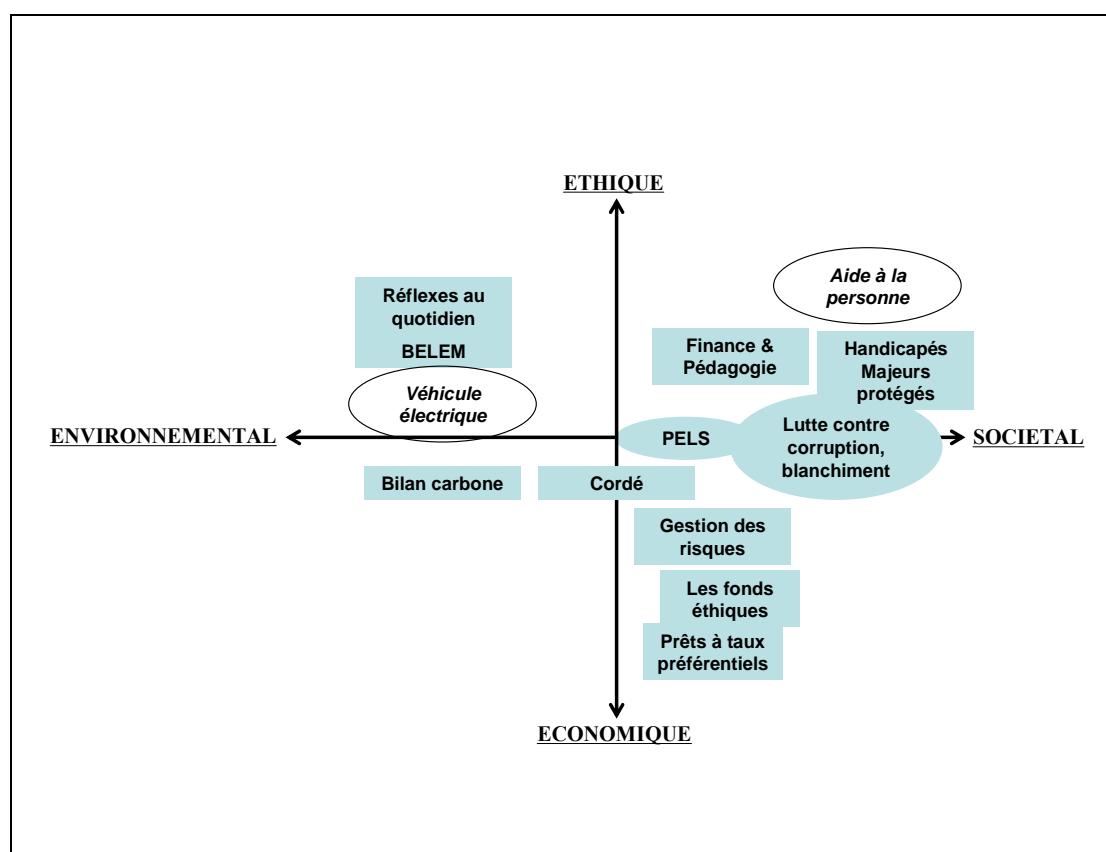 ETHIQUE
Aide à la
personne
Réflexes au
quotidien
BELEM
Finance &
Pédagogie
Handicapés
Majeurs
protégés
Véhicule
électrique
ENVIRONNEMENTAL
PELS
Lutte contre
corruption,
blanchiment
SOCIETAL
Bilan carbone
Cordé
Gestion des
risques
Les fonds
éthiques
Prêts à taux
préférentiels
ECONOMIQUE